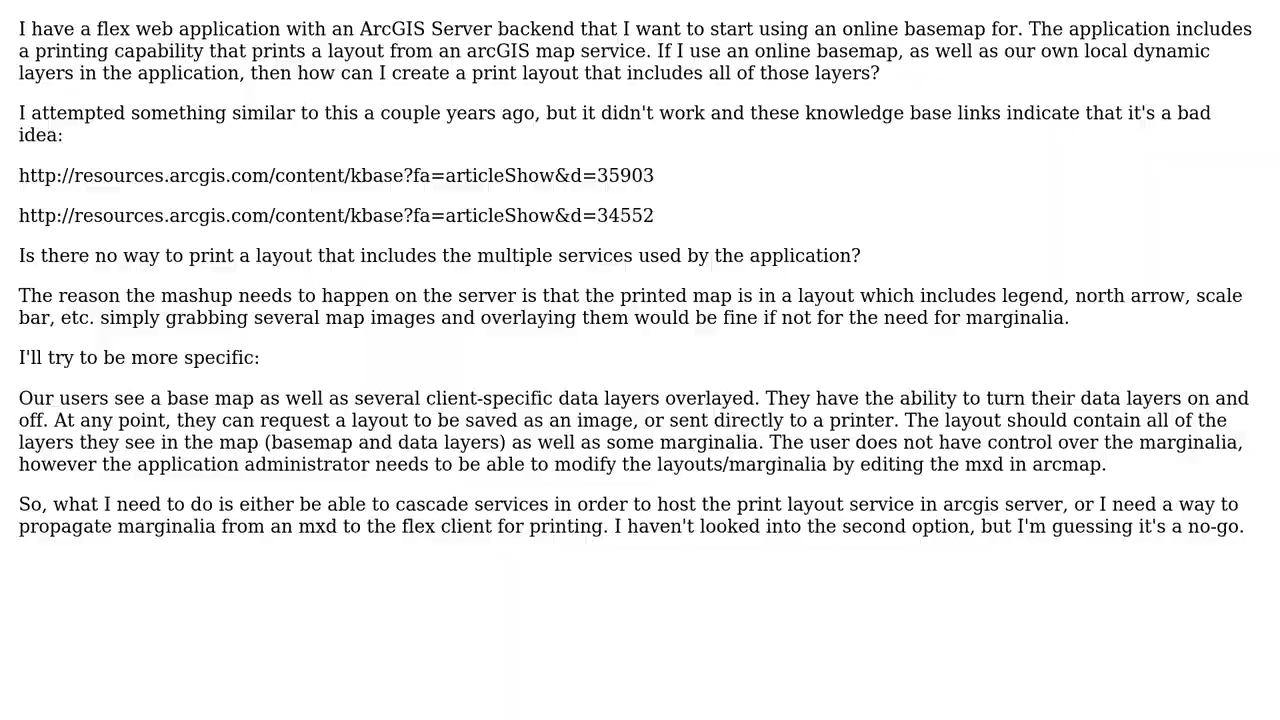 I have a flex web application with an ArcGIS Server backend that I want to start using an online basemap for. The application includes
a printing capability that prints a layout from an arcGIS map service. If I use an online basemap, as well as our own local dynamic
layers in the application, then how can I create a print layout that includes all of those layers?
I attempted something similar to this a couple years ago, but it didn't work and these knowledge base links indicate that it's a bad
idea:
http://resources.arcgis.com/content/kbase?fa=articleShow&d=35903
http://resources.arcgis.com/content/kbase?fa=articleShow&d=34552
Is there no way to print a layout that includes the multiple services used by the application?
The reason the mashup needs to happen on the server is that the printed map is in a layout which includes legend, north arrow, scale
bar, etc. simply grabbing several map images and overlaying them would be fine if not for the need for marginalia.
I'll try to be more specific:
Our users see a base map as well as several client-specific data layers overlayed. They have the ability to turn their data layers on and
off. At any point, they can request a layout to be saved as an image, or sent directly to a printer. The layout should contain all of the
layers they see in the map (basemap and data layers) as well as some marginalia. The user does not have control over the marginalia,
however the application administrator needs to be able to modify the layouts/marginalia by editing the mxd in arcmap.
So, what I need to do is either be able to cascade services in order to host the print layout service in arcgis server, or I need a way to
propagate marginalia from an mxd to the flex client for printing. I haven't looked into the second option, but I'm guessing it's a no-go.